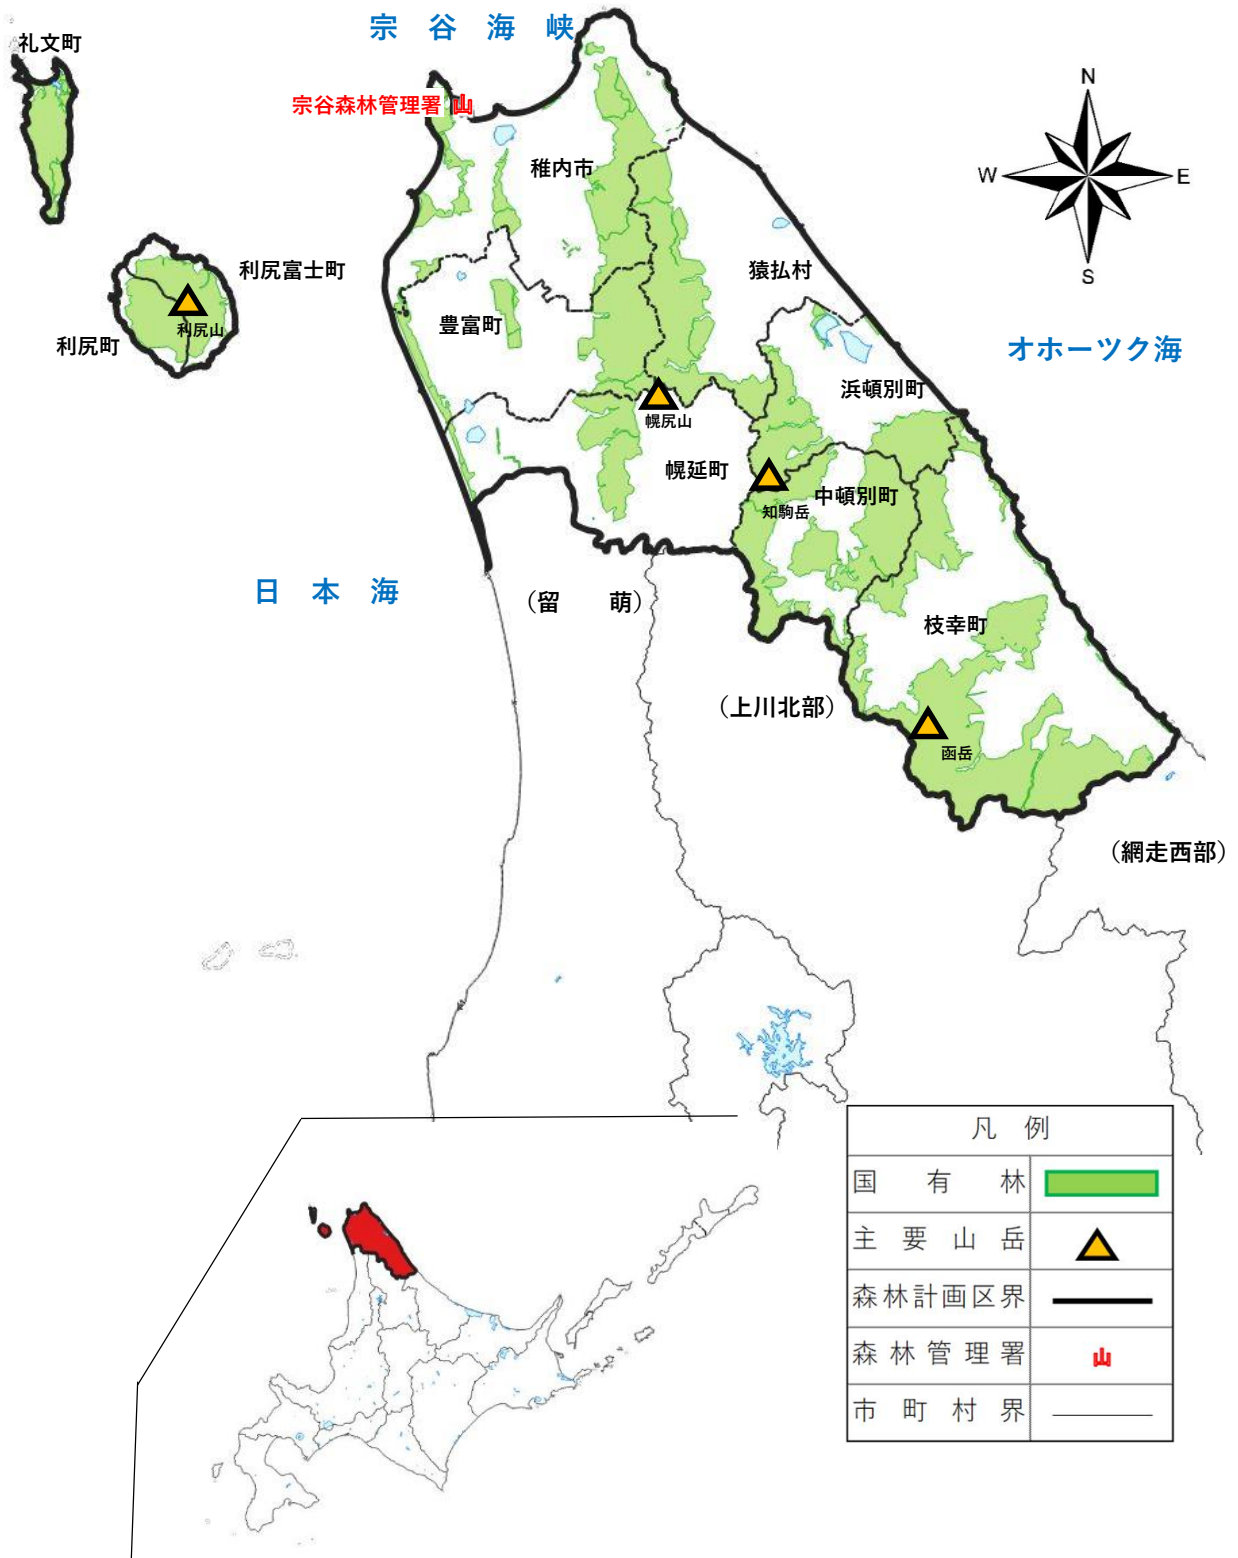 宗谷海峡
礼文町
宗谷森林管理署
稚内市
N
W
E
S
利尻富士町
猿払村
利尻山
豊富町
利尻町
オホーツク海
浜頓別町
幌尻山
幌延町
中頓別町
知駒岳
日本海
（留萌）
枝幸町
（上川北部）
函岳
（網走西部）
凡例
国有林
主要山岳
森林計画区界
森林管理署
市町村界